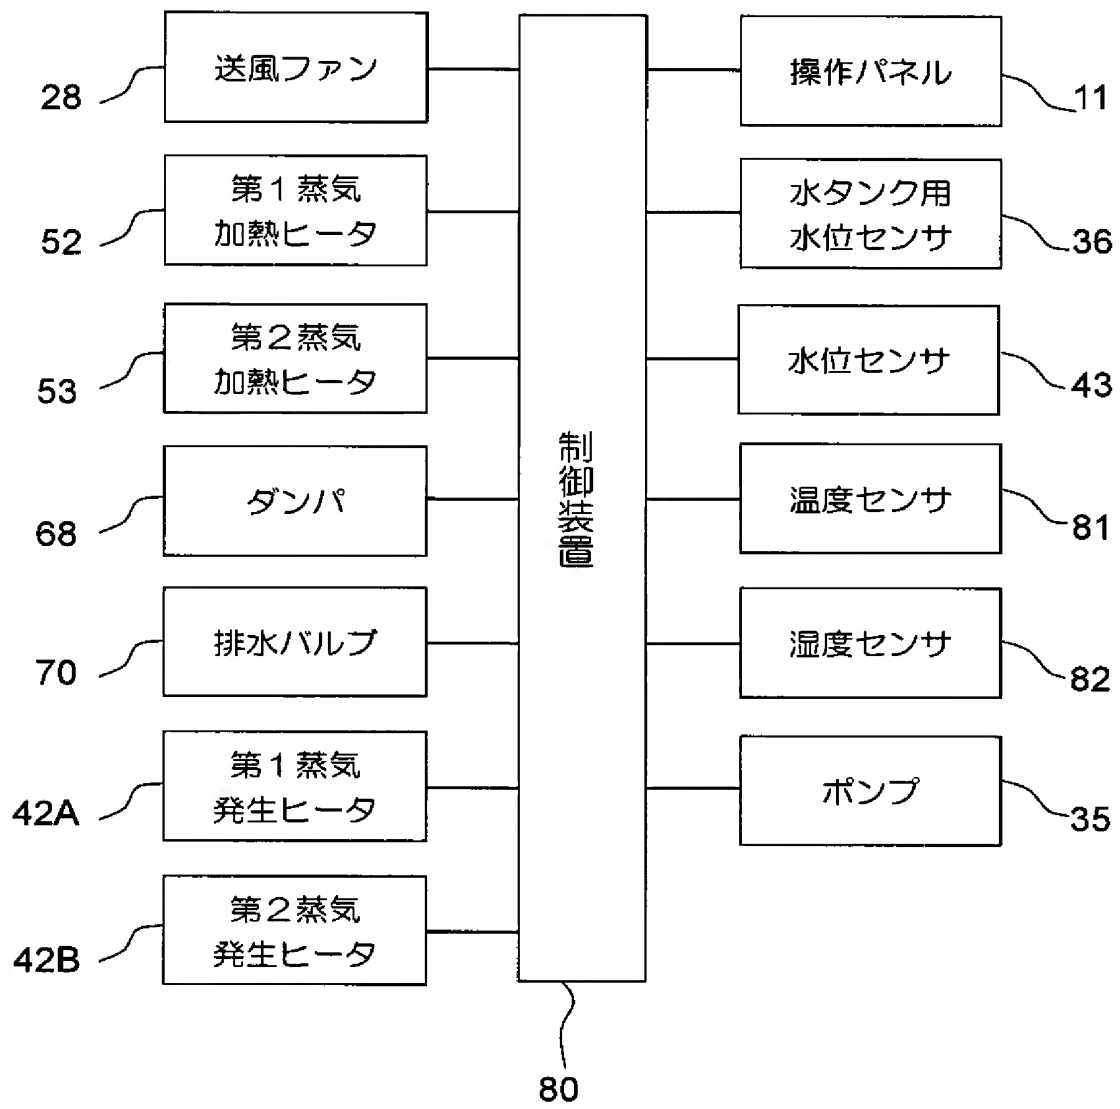 送風ファン
28
第1蒸気
加熱ヒータ
52
第2蒸気
加熱ヒータ
53
ダンパ
68
排水バルブ
70
第1蒸気
発生ヒータ
42A
第2蒸気
発生ヒータ
42B
制御装置
80
操作パネル
11
水タンク用
水位センサ
36
水位センサ
43
温度センサ
81
湿度センサ
82
ポンプ
35